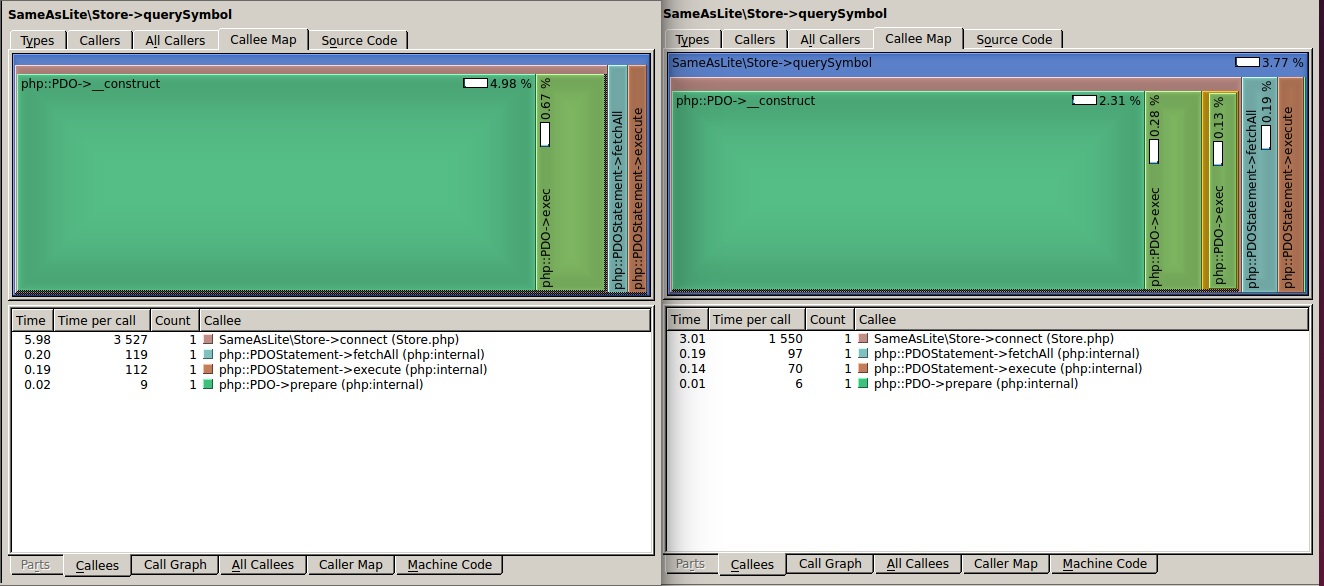 SameAsLite\Store->querySymbol
Types Callers All Callers Callee Map Source Code
php::PDO->__construct 4.98 %
php::PDO->exec 0.67 %
php::PDOStatement->fetchAll
php::PDOStatement->execute
Time Time per call Count Callee
5.98 3 527 1 SameAsLite\Store->connect (Store.php)
0.20 119 1 php::PDOStatement->fetchAll (php:internal)
0.19 112 1 php::PDOStatement->execute (php:internal)
0.02 9 1 php::PDO->prepare (php:internal)
Parts Callees Call Graph All Callees Caller Map Machine Code
SameAsLite\Store->querySymbol
Types Callers All Callers Callee Map Source Code
SameAsLite\Store->querySymbol 3.77 %
php::PDO->__construct 2.31 %
php::PDO->exec 0.28 %
php::PDO->exec 0.13 %
php::PDOStatement->fetchAll 0.19 %
php::PDOStatement->execute
Time Time per call Count Callee
3.01 1 550 1 SameAsLite\Store->connect (Store.php)
0.19 97 1 php::PDOStatement->fetchAll (php:internal)
0.14 70 1 php::PDOStatement->execute (php:internal)
0.01 6 1 php::PDO->prepare (php:internal)
Parts Callees Call Graph All Callees Caller Map Machine Code